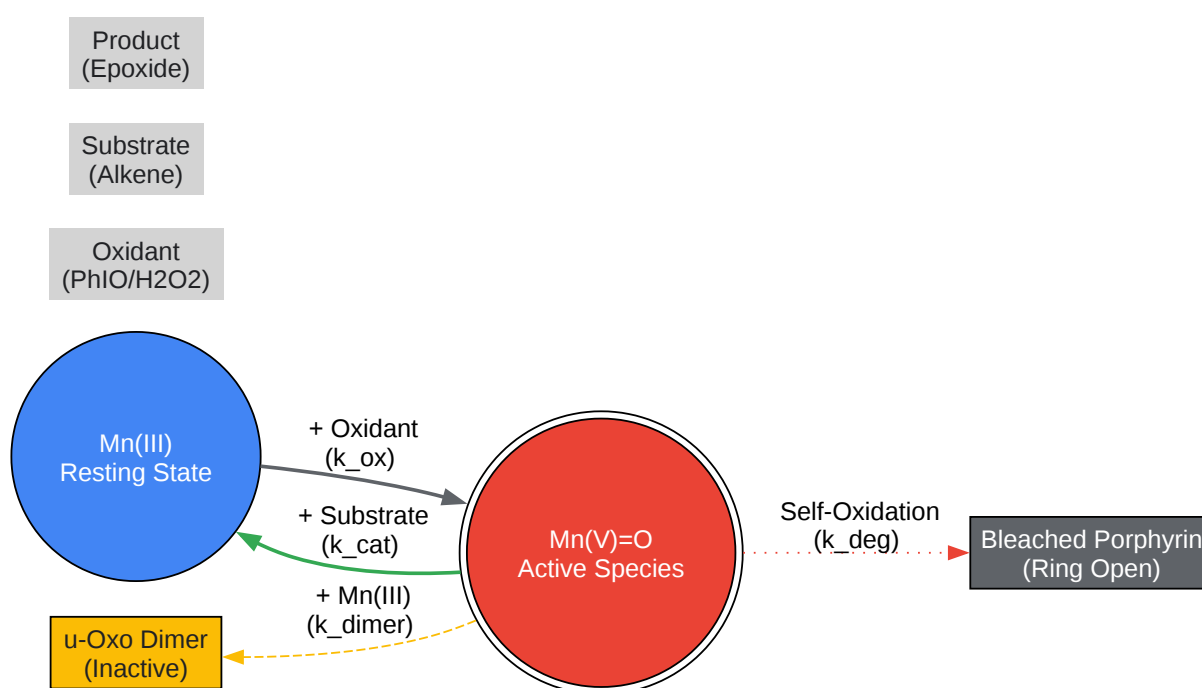 Product
(Epoxide)
Substrate
(Alkene)
Oxidant
(PhIO/H2O2)
Mn(III)
Resting State
+ Oxidant
(k_ox)
+ Substrate
(k_cat)
+ Mn(III)
(k_dimer)
Mn(V)=O
Active Species
Self-Oxidation
(k_deg)
Bleached Porphyrin
(Ring Open)
u-Oxo Dimer
(Inactive)